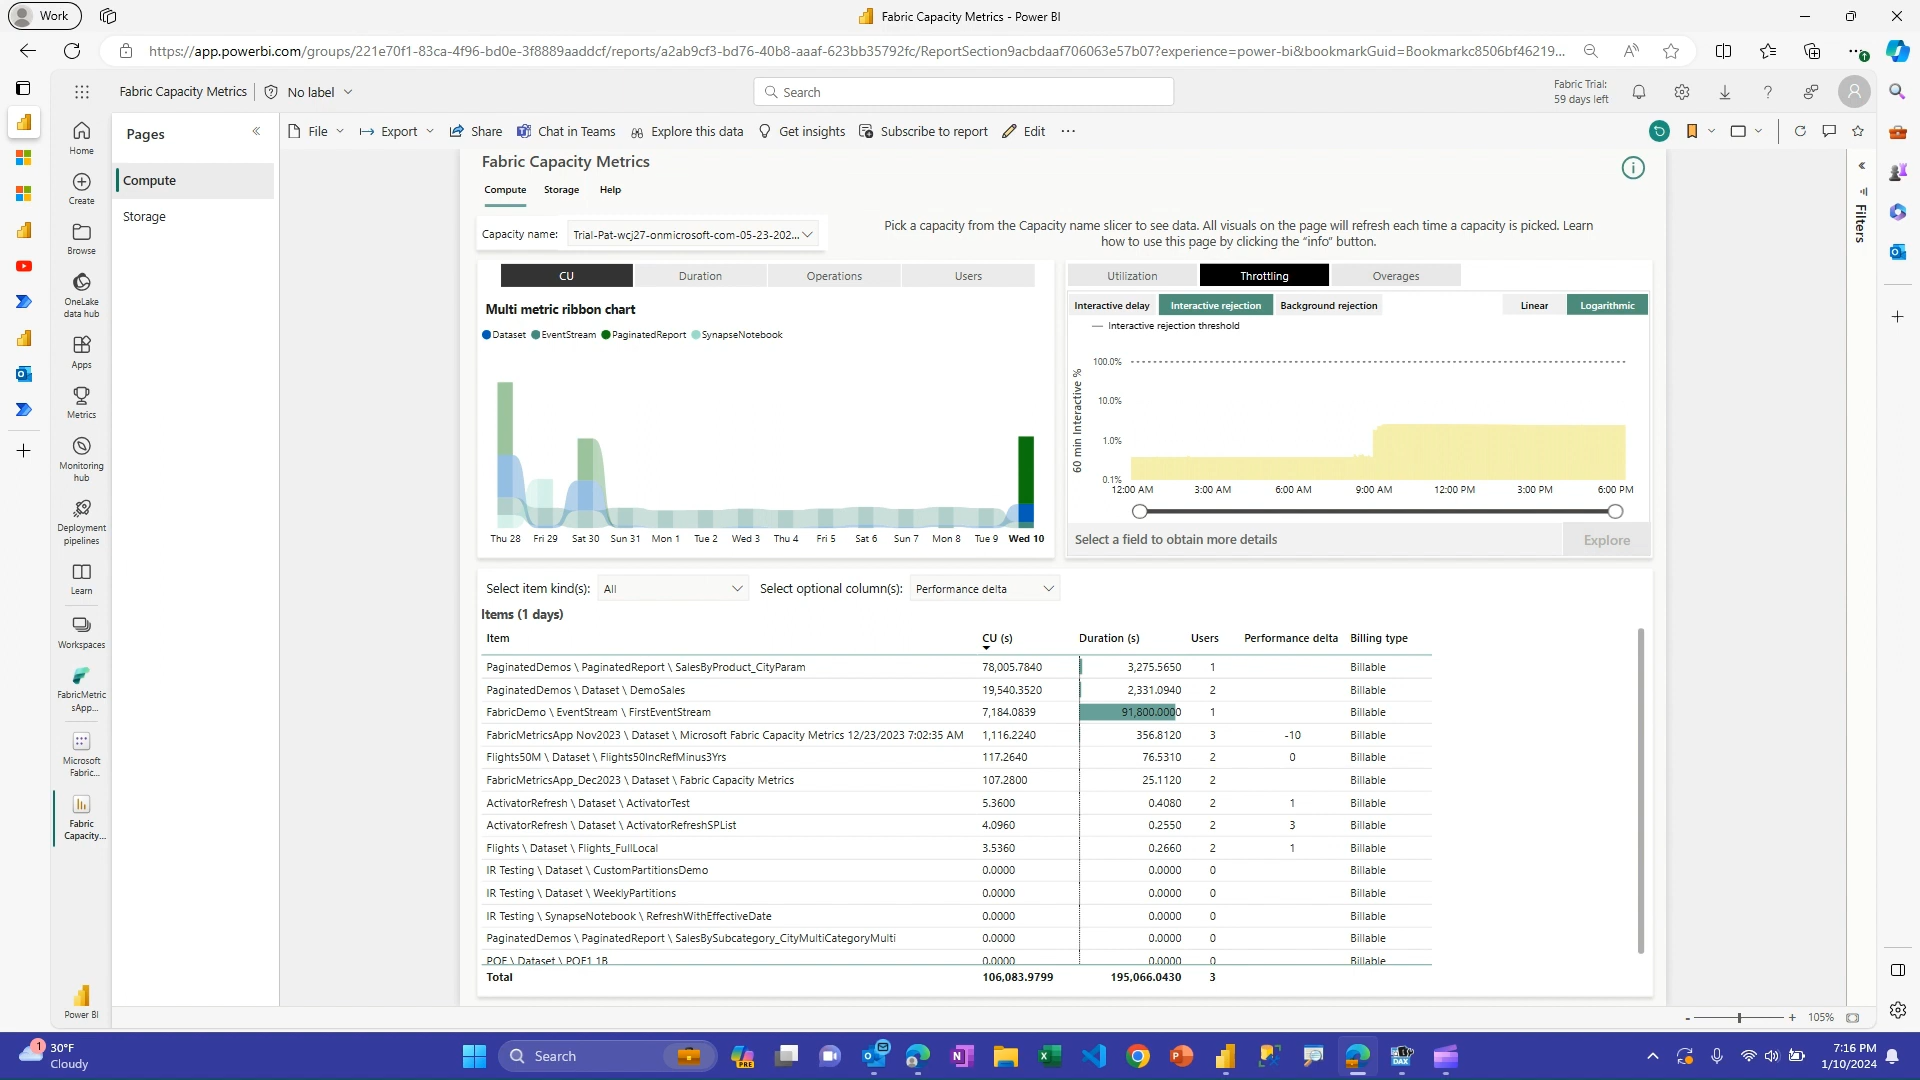 Work
Fabric Capacity Metrics - Power BI
https://app.powerbi.com/groups/221e70f1-83ca-4f96-bd0e-3f8889aaddcf/reports/a2ab9cf3-bd76-40b8-aaaf-623bb35792fc/ReportSection9acbdaaf706063e57b07?experience=power-bi&bookmarkGuid=Bookmarkc8506bf46219...
Fabric Capacity Metrics
No label
Search
Fabric Trial:
59 days left
Home
Create
Browse
OneLake
data hub
Apps
Metrics
Monitoring
hub
Deployment
pipelines
Learn
Workspaces
FabricMetric
sApp...
Microsoft
Fabric...
Fabric
Capacity...
Power BI
Pages
Compute
Storage
File
Export
Share
Chat in Teams
Explore this data
Get insights
Subscribe to report
Edit
Fabric Capacity Metrics
Compute Storage Help
Capacity name: Trial-Pat-wcj27-onmicrosoft-com-05-23-202...
Pick a capacity from the Capacity name slicer to see data. All visuals on the page will refresh each time a capacity is picked. Learn
how to use this page by clicking the "info" button.
CU Duration Operations Users
Multi metric ribbon chart
Dataset EventStream PaginatedReport SynapseNotebook
Thu 28 Fri 29 Sat 30 Sun 31 Mon 1 Tue 2 Wed 3 Thu 4 Fri 5 Sat 6 Sun 7 Mon 8 Tue 9 Wed 10
Utilization Throttling Overages
Interactive delay Interactive rejection Background rejection Linear Logarithmic
Interactive rejection threshold
60 min Interactive %
100.0%
10.0%
1.0%
0.1%
12:00 AM 3:00 AM 6:00 AM 9:00 AM 12:00 PM 3:00 PM 6:00 PM
Select a field to obtain more details
Explore
Filters
Select item kind(s): All Select optional column(s): Performance delta
Items (1 days)
Item CU (s) Duration (s) Users Performance delta Billing type
PaginatedDemos \ PaginatedReport \ SalesByProduct_CityParam 78,005.7840 3,275.5650 1 Billable
PaginatedDemos \ Dataset \ DemoSales 19,540.3520 2,331.0940 2 Billable
FabricDemo \ EventStream \ FirstEventStream 7,184.0839 91,800.0000 1 Billable
FabricMetricsApp Nov2023 \ Dataset \ Microsoft Fabric Capacity Metrics 12/23/2023 7:02:35 AM 1,116.2240 356.8120 3 -10 Billable
Flights50M \ Dataset \ Flights50IncRefMinus3Yrs 117.2640 76.5310 2 0 Billable
FabricMetricsApp_Dec2023 \ Dataset \ Fabric Capacity Metrics 107.2800 25.1120 2 Billable
ActivatorRefresh \ Dataset \ ActivatorTest 5.3600 0.4080 2 1 Billable
ActivatorRefresh \ Dataset \ ActivatorRefreshSPList 4.0960 0.2550 2 3 Billable
Flights \ Dataset \ Flights_FullLocal 3.5360 0.2660 2 1 Billable
IR Testing \ Dataset \ CustomPartitionsDemo 0.0000 0.0000 0 Billable
IR Testing \ Dataset \ WeeklyPartitions 0.0000 0.0000 0 Billable
IR Testing \ SynapseNotebook \ RefreshWithEffectiveDate 0.0000 0.0000 0 Billable
PaginatedDemos \ PaginatedReport \ SalesBySubcategory_CityMultiCategoryMulti 0.0000 0.0000 0 Billable
POF \ Dataset \ POF1 1B 0.0000 0.0000 0 Billable
Total 106,083.9799 195,066.0430 3
- + 105%
1
30°F
Cloudy
Search
PRE
DAX
7:16 PM
1/10/2024